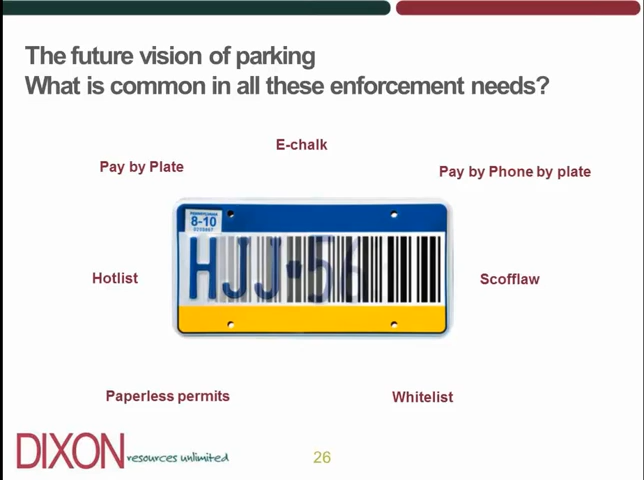 The future vision of parking
What is common in all these enforcement needs?
E-chalk
Pay by Plate
Pay by Phone by plate
8-10
HJJ•56
Hotlist
Scofflaw
Paperless permits
Whitelist
DIXON resources unlimited
26